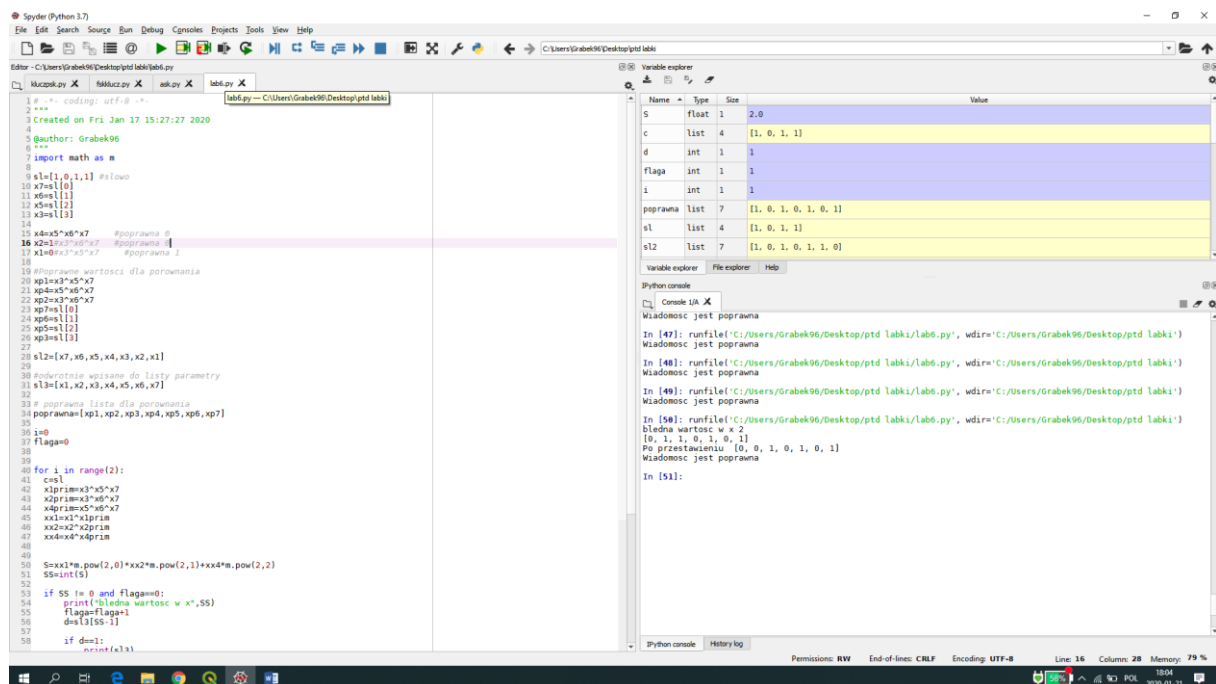 Spyder (Python 3.7)
File Edit Search Source Run Debug Consoles Projects Tools View Help
C:\Users\Grabek96\Desktop\ptd labki
Editor - C:\Users\Grabek96\Desktop\ptd labki\lab6.py
kluczpsk.py fskklucz.py ask.py lab6.py
lab6.py — C:\Users\Grabek96\Desktop\ptd labki
1 # -*- coding: utf-8 -*-
2 """
3 Created on Fri Jan 17 15:27:27 2020
4
5 @author: Grabek96
6 """
7 import math as m
8
9 sl=[1,0,1,1] #slowo
10 x7=sl[0]
11 x6=sl[1]
12 x5=sl[2]
13 x3=sl[3]
14
15 x4=x5^x6^x7 #poprawna 0
16 x2=1#x3^x6^x7 #poprawna 0
17 x1=0#x3^x5^x7 #poprawna 1
18
19 #Poprawne wartosci dla porownania
20 xp1=x3^x5^x7
21 xp4=x5^x6^x7
22 xp2=x3^x6^x7
23 xp7=sl[0]
24 xp6=sl[1]
25 xp5=sl[2]
26 xp3=sl[3]
27
28 sl2=[x7,x6,x5,x4,x3,x2,x1]
29
30 #odwrotnie wpisane do listy parametry
31 sl3=[x1,x2,x3,x4,x5,x6,x7]
32
33 # poprawna lista dla porownania
34 poprawna=[xp1,xp2,xp3,xp4,xp5,xp6,xp7]
35
36 i=0
37 flaga=0
38
39
40 for i in range(2):
41 c=sl
42 x1prim=x3^x5^x7
43 x2prim=x3^x6^x7
44 x4prim=x5^x6^x7
45 xx1=x1^x1prim
46 xx2=x2^x2prim
47 xx4=x4^x4prim
48
49
50 S=xx1*m.pow(2,0)*xx2*m.pow(2,1)+xx4*m.pow(2,2)
51 SS=int(S)
52
53 if SS != 0 and flaga==0:
54 print("bledna wartosc w x",SS)
55 flaga=flaga+1
56 d=sl3[SS-1]
57
58 if d==1:
print(sl3)
Variable explorer
Name Type Size Value
S float 1 2.0
c list 4 [1, 0, 1, 1]
d int 1 1
flaga int 1 1
i int 1 1
poprawna list 7 [1, 0, 1, 0, 1, 0, 1]
sl list 4 [1, 0, 1, 1]
sl2 list 7 [1, 0, 1, 0, 1, 1, 0]
Variable explorer File explorer Help
IPython console
Console 1/A
Wiadomosc jest poprawna
In [47]: runfile('C:/Users/Grabek96/Desktop/ptd labki/lab6.py', wdir='C:/Users/Grabek96/Desktop/ptd labki')
Wiadomosc jest poprawna
In [48]: runfile('C:/Users/Grabek96/Desktop/ptd labki/lab6.py', wdir='C:/Users/Grabek96/Desktop/ptd labki')
Wiadomosc jest poprawna
In [49]: runfile('C:/Users/Grabek96/Desktop/ptd labki/lab6.py', wdir='C:/Users/Grabek96/Desktop/ptd labki')
Wiadomosc jest poprawna
In [50]: runfile('C:/Users/Grabek96/Desktop/ptd labki/lab6.py', wdir='C:/Users/Grabek96/Desktop/ptd labki')
bledna wartosc w x 2
[0, 1, 1, 0, 1, 0, 1]
Po przestawieniu [0, 0, 1, 0, 1, 0, 1]
Wiadomosc jest poprawna
In [51]:
IPython console History log
Permissions: RW End-of-lines: CRLF Encoding: UTF-8 Line: 16 Column: 28 Memory: 79 %
58% POL 18:04
2020-01-21